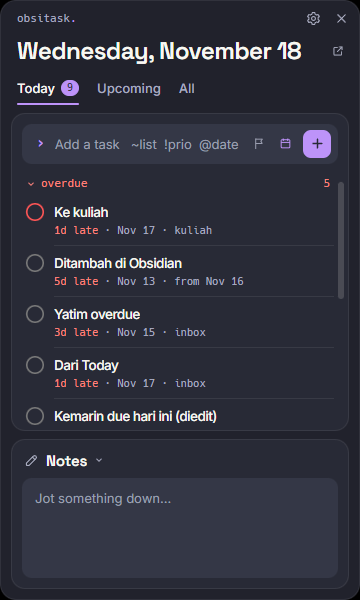 obsitask.
Wednesday, November 18
Today 9 Upcoming All
Add a task ~list !prio @date
overdue 5
Ke kuliah
1d late · Nov 17 · kuliah
Ditambah di Obsidian
5d late · Nov 13 · from Nov 16
Yatim overdue
3d late · Nov 15 · inbox
Dari Today
1d late · Nov 17 · inbox
Kemarin due hari ini (diedit)
Notes
Jot something down...